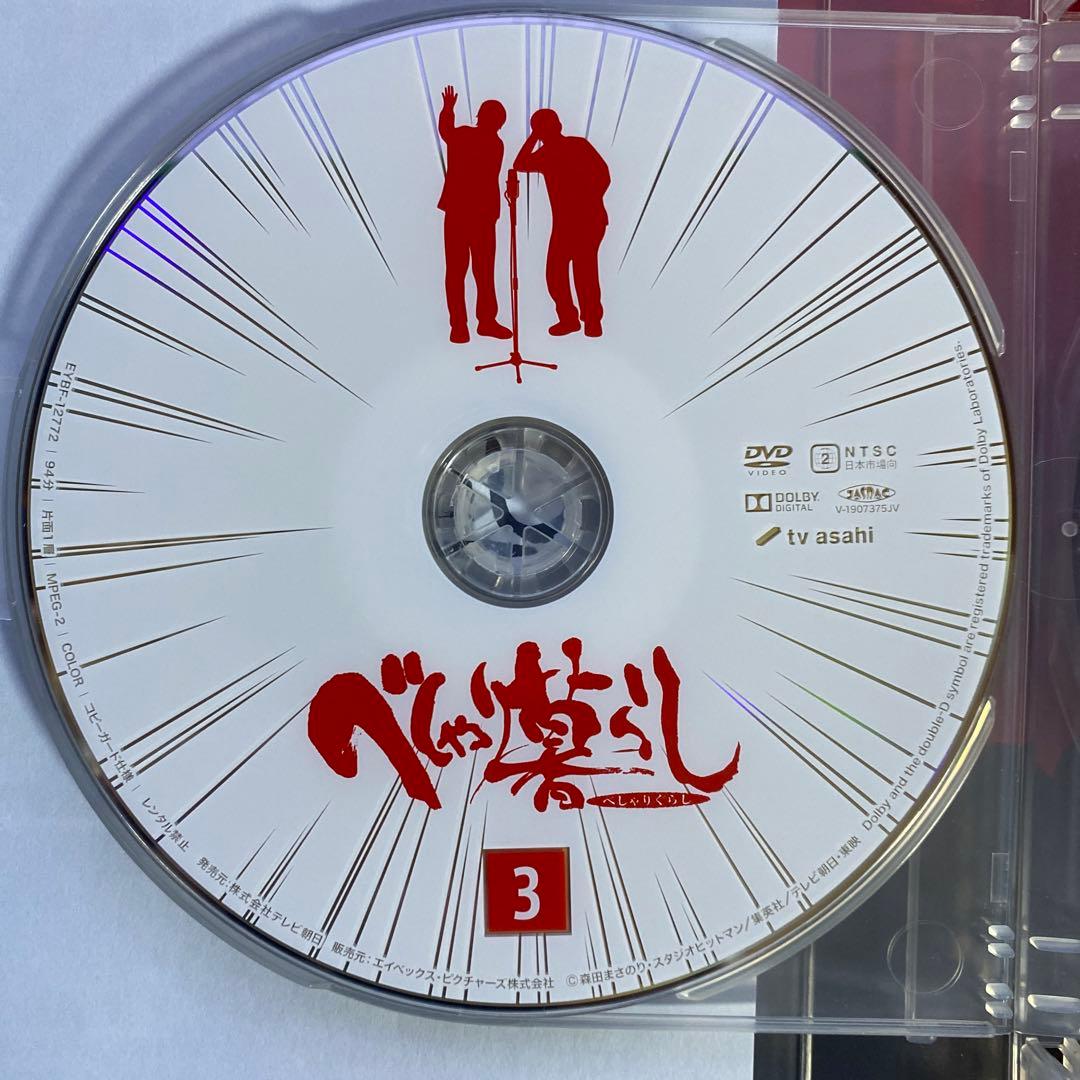 DVD
VIDEO
2
NTSC
日本市場向
DOLBY
DIGITAL
JASRAC
V-1907375JV
tv asahi
べしゃり暮らし
べしゃりぐらし
3
EYBF-12772 | 94分 | 片面1層 | MPEG-2 | COLOR | コピーガード仕様 | レンタル禁止 発売元:株式会社テレビ朝日 販売元:エイベックス・ピクチャーズ株式会社 Ⓒ森田まさのり・スタジオヒットマン/集英社/テレビ朝日・東映 Dolby and the double-D symbol are registered trademarks of Dolby Laboratories.